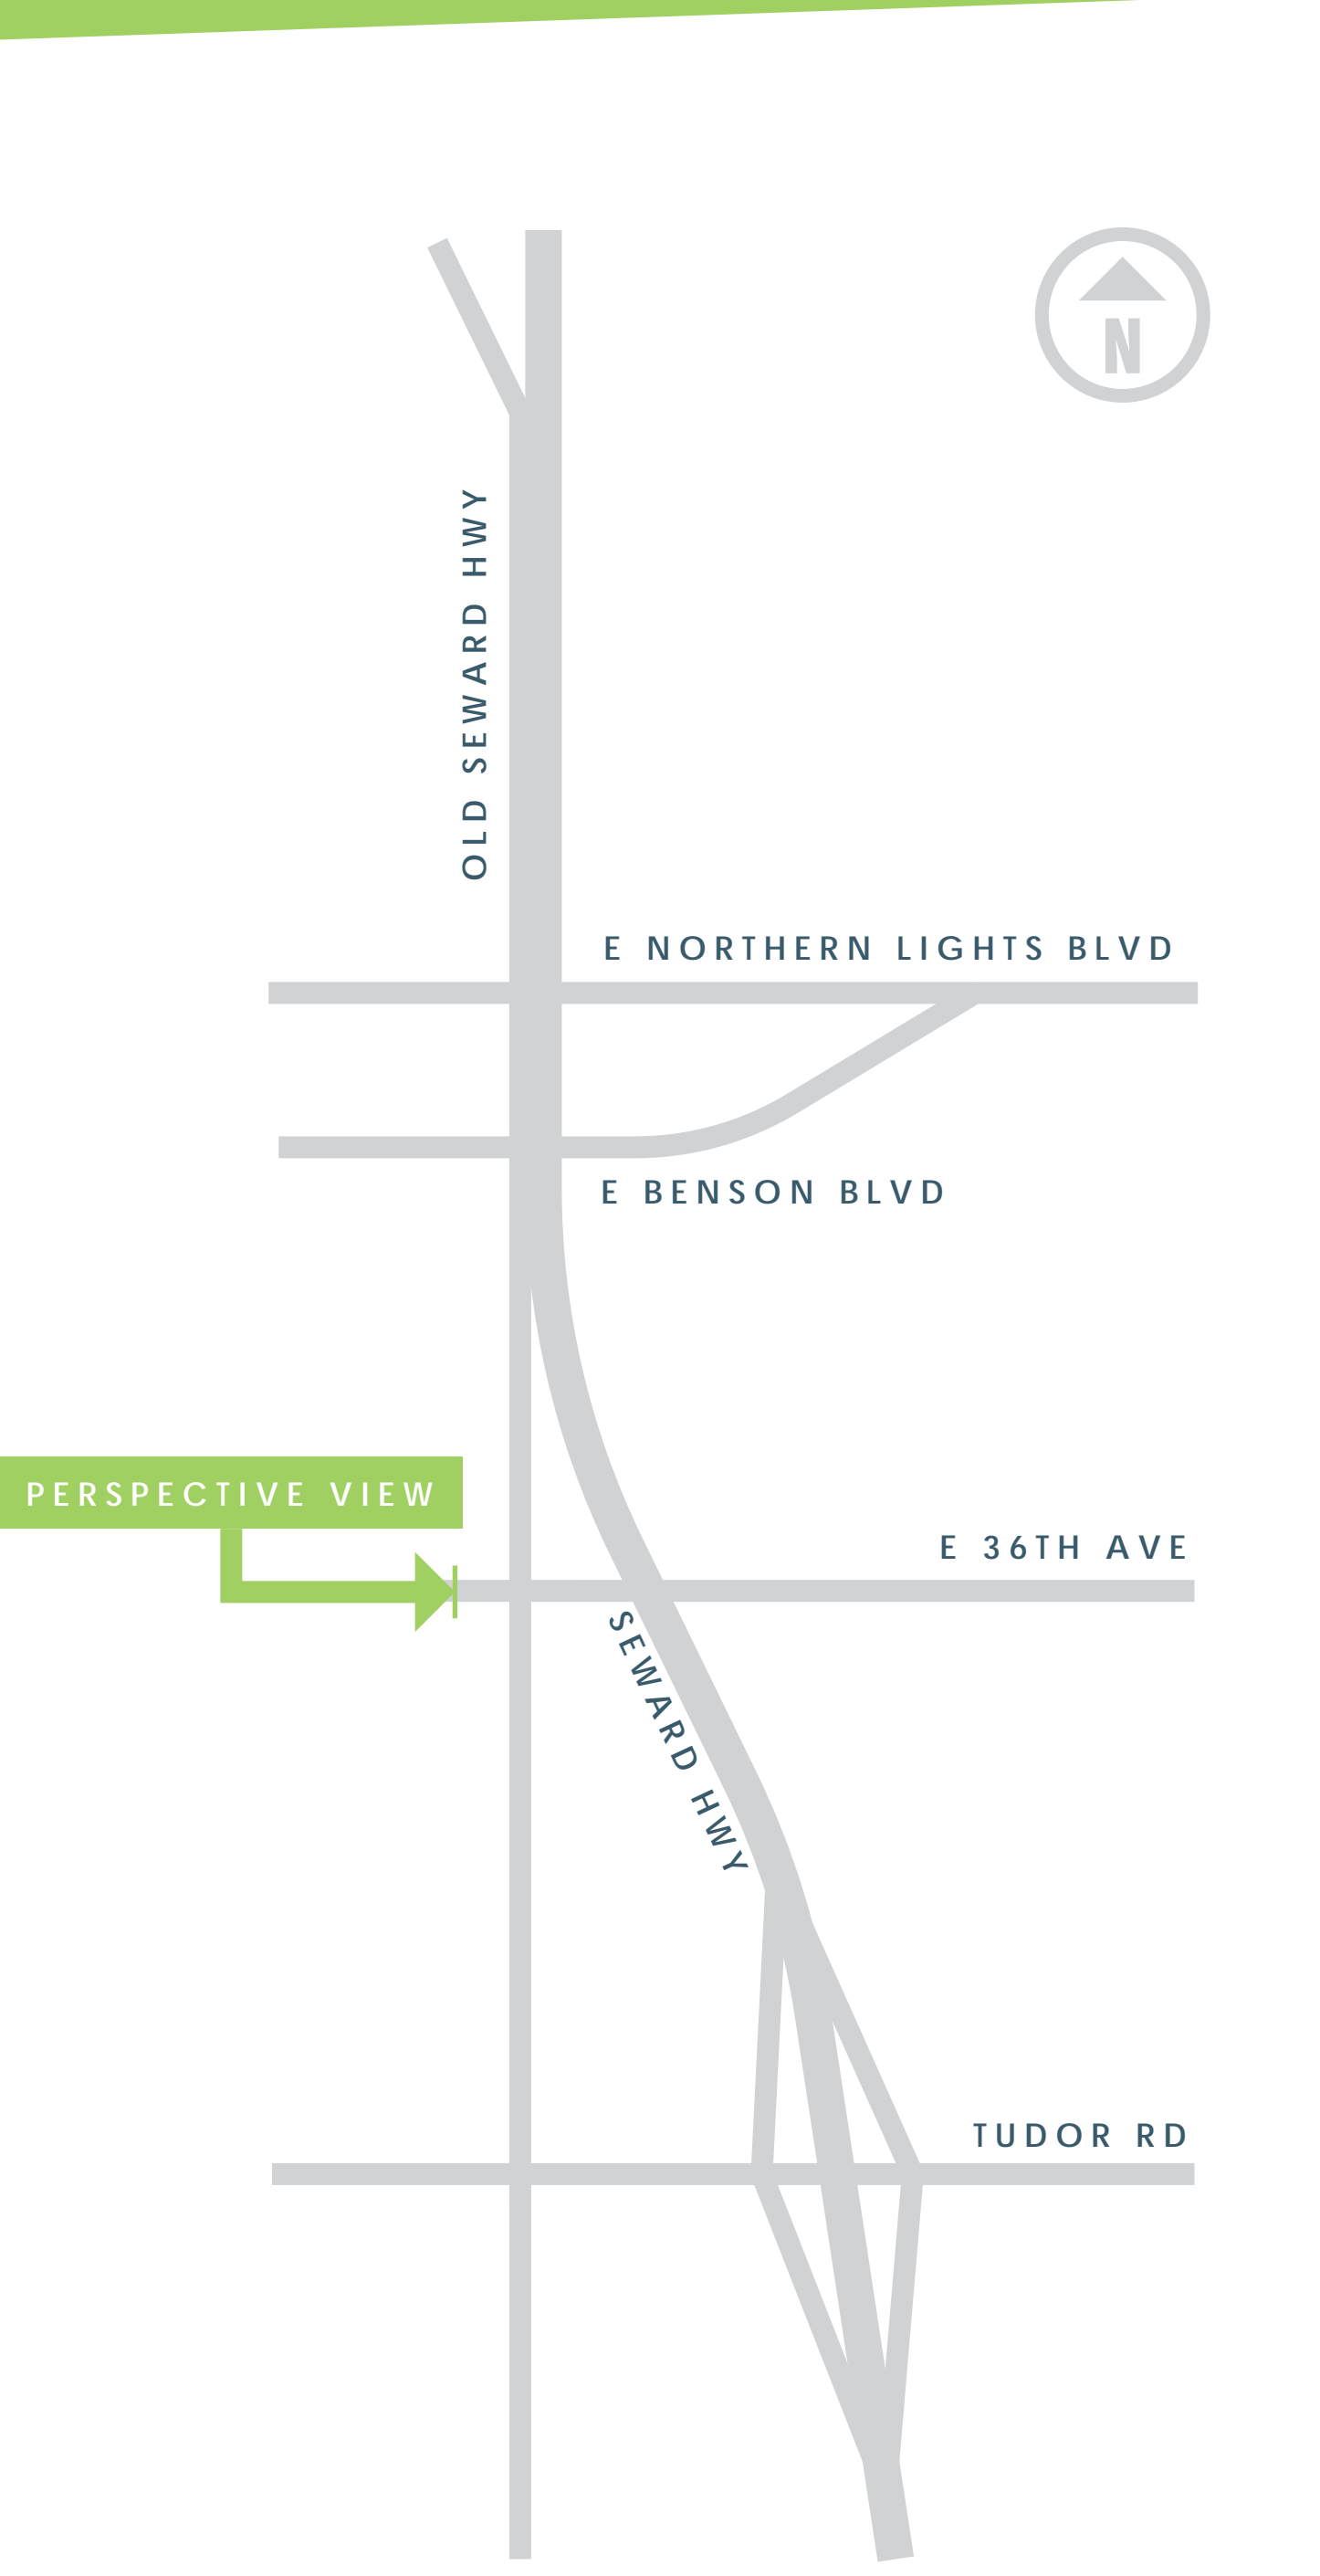 N
OLD SEWARD HWY
E NORTHERN LIGHTS BLVD
E BENSON BLVD
PERSPECTIVE VIEW
E 36TH AVE
SEWARD HWY
TUDOR RD